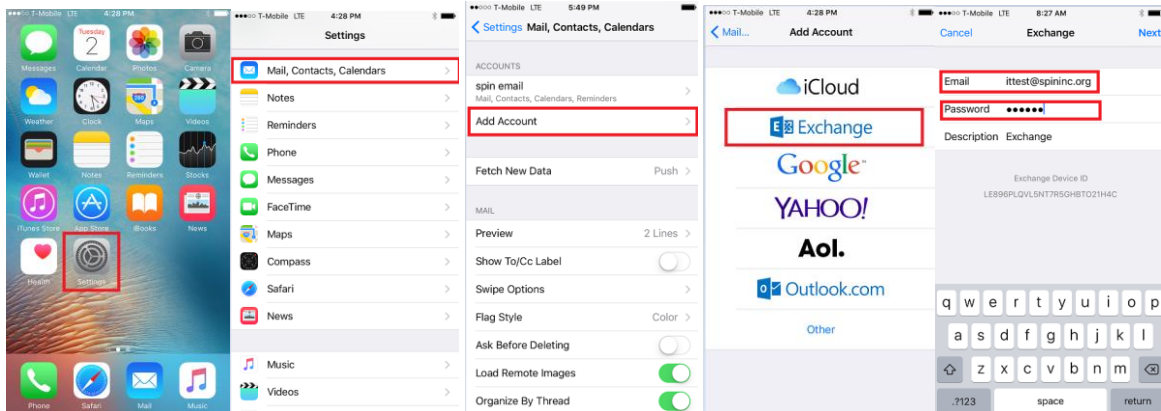 T-Mobile LTE 4:28 PM
Tuesday
2
Messages Calendar Photos Camera
250
Weather Clock Maps Videos
Wallet Notes Reminders Stocks
iTunes Store App Store iBooks News
Health Settings
Phone Safari Mail Music
T-Mobile LTE 4:28 PM
Settings
Mail, Contacts, Calendars
Notes
Reminders
Phone
Messages
FaceTime
Maps
Compass
Safari
News
Music
Videos
T-Mobile LTE 5:49 PM
Settings Mail, Contacts, Calendars
ACCOUNTS
spin email
Mail, Contacts, Calendars, Reminders
Add Account
Fetch New Data Push
MAIL
Preview 2 Lines
Show To/Cc Label
Swipe Options
Flag Style Color
Ask Before Deleting
Load Remote Images
Organize By Thread
T-Mobile LTE 4:28 PM
Mail... Add Account
iCloud
Exchange
Google
YAHOO!
Aol.
Outlook.com
Other
T-Mobile LTE 8:27 AM
Cancel Exchange Next
Email ittest@spininc.org
Password ••••••
Description Exchange
Exchange Device ID
LE896PLQVL5NT7R5GHBTO21H4C
q w e r t y u i o p
a s d f g h j k l
z x c v b n m
.?123 space return